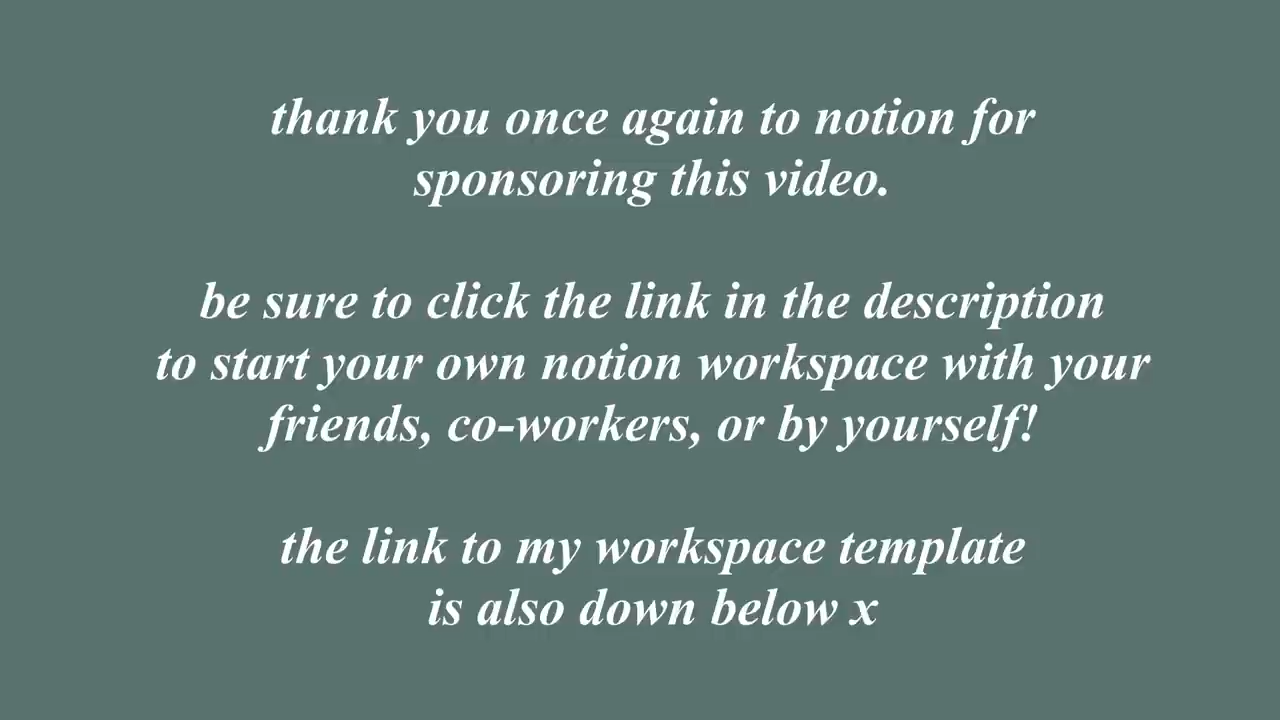 thank you once again to notion for
sponsoring this video.
be sure to click the link in the description
to start your own notion workspace with your
friends, co-workers, or by yourself!
the link to my workspace template
is also down below x